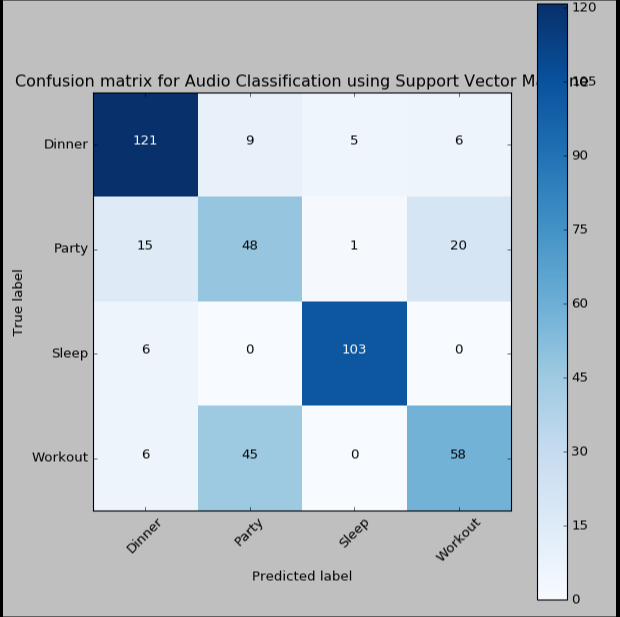 120
Confusion matrix for Audio Classification using Support Vector M
105
Dinner 121 9 5 6
90
75
Party 15 48 1 20
60
True label
Sleep 6 0 103 0
45
Workout 6 45 0 58
30
15
Dinner Party Sleep Workout
Predicted label
0